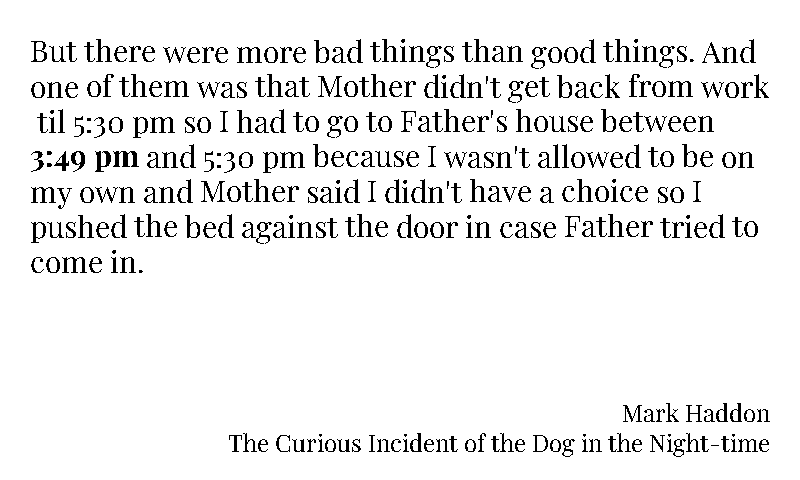 But there were more bad things than good things. And
one of them was that Mother didn't get back from work
til 5:30 pm so I had to go to Father's house between
3:49 pm and 5:30 pm because I wasn't allowed to be on
my own and Mother said I didn't have a choice so I
pushed the bed against the door in case Father tried to
come in.
Mark Haddon
The Curious Incident of the Dog in the Night-time